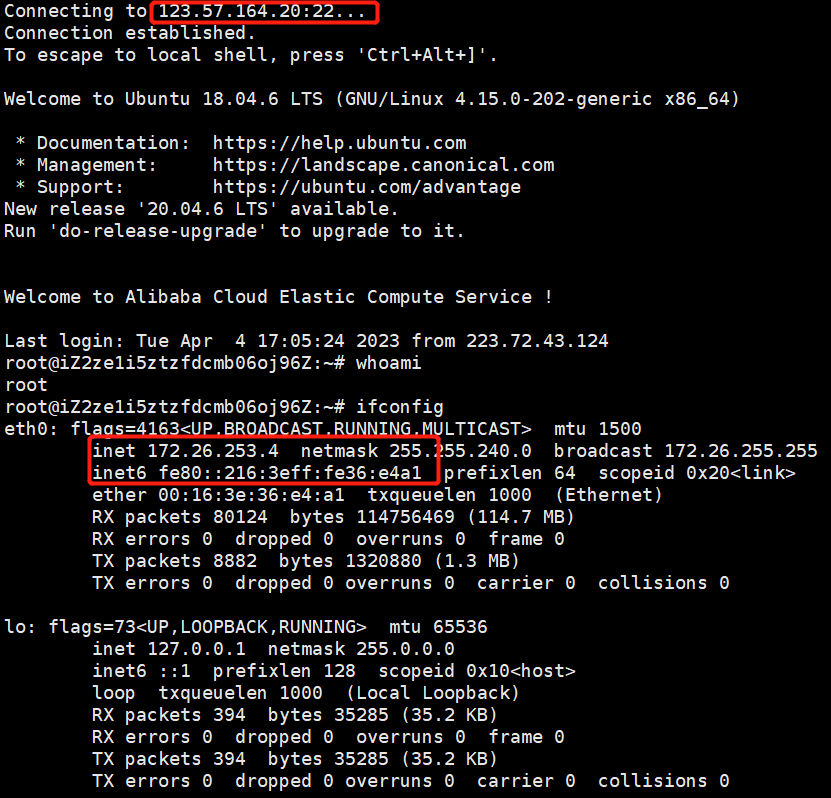 Connecting to 123.57.164.20:22...
Connection established.
To escape to local shell, press 'Ctrl+Alt+]'.
Welcome to Ubuntu 18.04.6 LTS (GNU/Linux 4.15.0-202-generic x86_64)
* Documentation:  https://help.ubuntu.com
* Management:     https://landscape.canonical.com
* Support:        https://ubuntu.com/advantage
New release '20.04.6 LTS' available.
Run 'do-release-upgrade' to upgrade to it.
Welcome to Alibaba Cloud Elastic Compute Service !
Last login: Tue Apr  4 17:05:24 2023 from 223.72.43.124
root@iZ2ze1i5ztzfdcmb06oj96Z:~# whoami
root
root@iZ2ze1i5ztzfdcmb06oj96Z:~# ifconfig
eth0: flags=4163<UP,BROADCAST,RUNNING,MULTICAST>  mtu 1500
inet 172.26.253.4  netmask 255.255.240.0  broadcast 172.26.255.255
inet6 fe80::216:3eff:fe36:e4a1  prefixlen 64  scopeid 0x20<link>
ether 00:16:3e:36:e4:a1  txqueuelen 1000  (Ethernet)
RX packets 80124  bytes 114756469 (114.7 MB)
RX errors 0  dropped 0  overruns 0  frame 0
TX packets 8882  bytes 1320880 (1.3 MB)
TX errors 0  dropped 0 overruns 0  carrier 0  collisions 0
lo: flags=73<UP,LOOPBACK,RUNNING>  mtu 65536
inet 127.0.0.1  netmask 255.0.0.0
inet6 ::1  prefixlen 128  scopeid 0x10<host>
loop  txqueuelen 1000  (Local Loopback)
RX packets 394  bytes 35285 (35.2 KB)
RX errors 0  dropped 0  overruns 0  frame 0
TX packets 394  bytes 35285 (35.2 KB)
TX errors 0  dropped 0 overruns 0  carrier 0  collisions 0